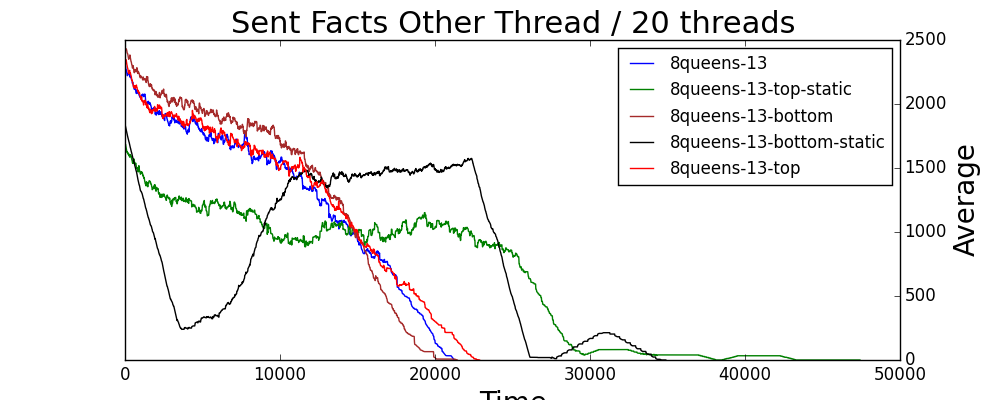 Sent Facts Other Thread / 20 threads
8queens-13
8queens-13-top-static
8queens-13-bottom
8queens-13-bottom-static
8queens-13-top
2500
2000
1500
1000
500
0
Average
0 10000 20000 30000 40000 50000
Time